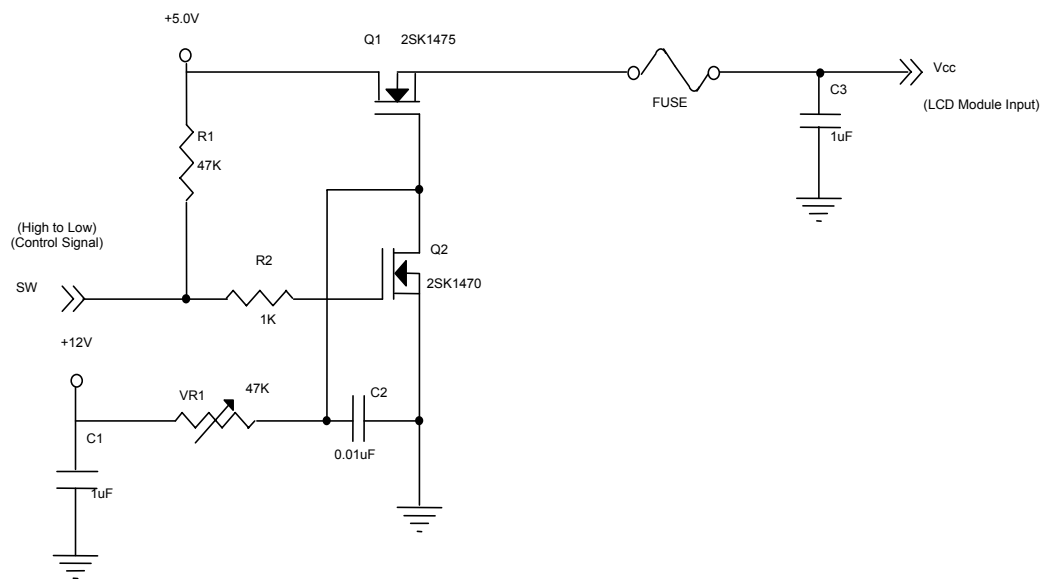 +5.0V
Q1 2SK1475
Vcc
C3
FUSE
(LCD Module Input)
1uF
R1
47K
(High to Low)
(Control Signal)
Q2
R2
SW
2SK1470
1K
+12V
VR1
47K
C2
C1
0.01uF
1uF